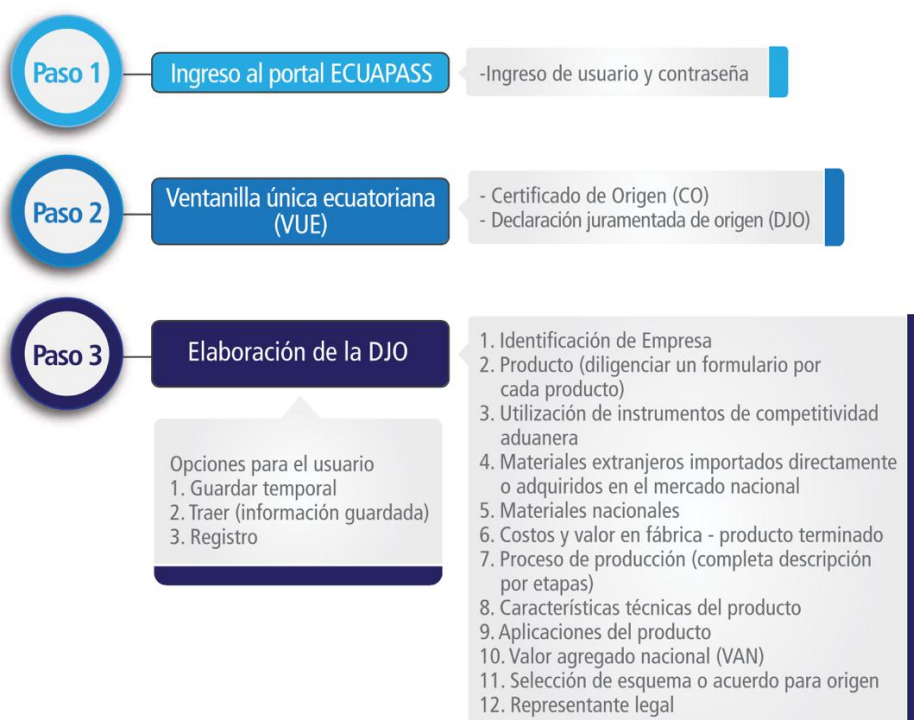 Paso 1
Ingreso al portal ECUAPASS
-Ingreso de usuario y contraseña
Paso 2
Ventanilla única ecuatoriana
(VUE)
- Certificado de Origen (CO)
- Declaración juramentada de origen (DJO)
Paso 3
Elaboración de la DJO
Opciones para el usuario
1. Guardar temporal
2. Traer (información guardada)
3. Registro
1. Identificación de Empresa
2. Producto (diligenciar un formulario por
cada producto)
3. Utilización de instrumentos de competitividad
aduanera
4. Materiales extranjeros importados directamente
o adquiridos en el mercado nacional
5. Materiales nacionales
6. Costos y valor en fábrica - producto terminado
7. Proceso de producción (completa descripción
por etapas)
8. Características técnicas del producto
9. Aplicaciones del producto
10. Valor agregado nacional (VAN)
11. Selección de esquema o acuerdo para origen
12. Representante legal